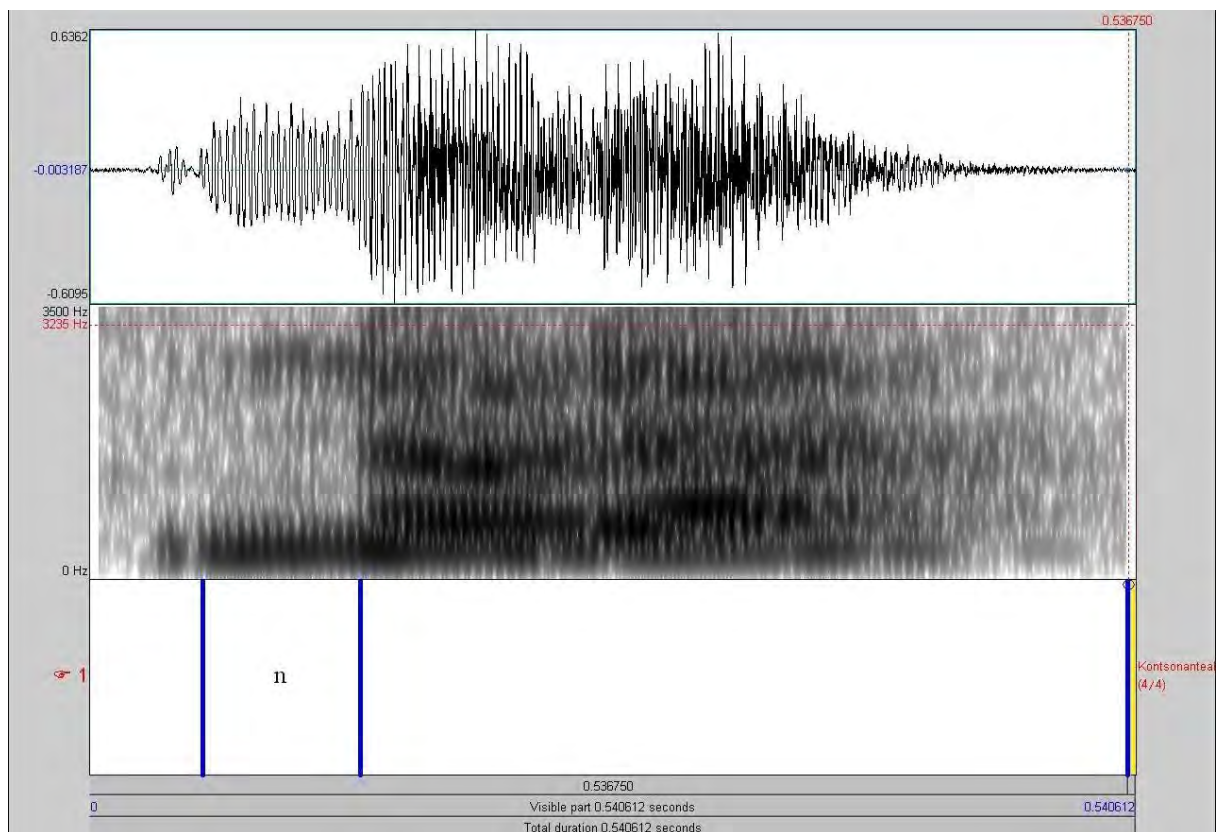 0.536750
0.6362
-0.003187
-0.6095
3500 Hz
3235 Hz
0 Hz
1
n
Kontsonanteak
(4/4)
0.536750
0 Visible part 0.540612 seconds 0.540612
Total duration 0.540612 seconds